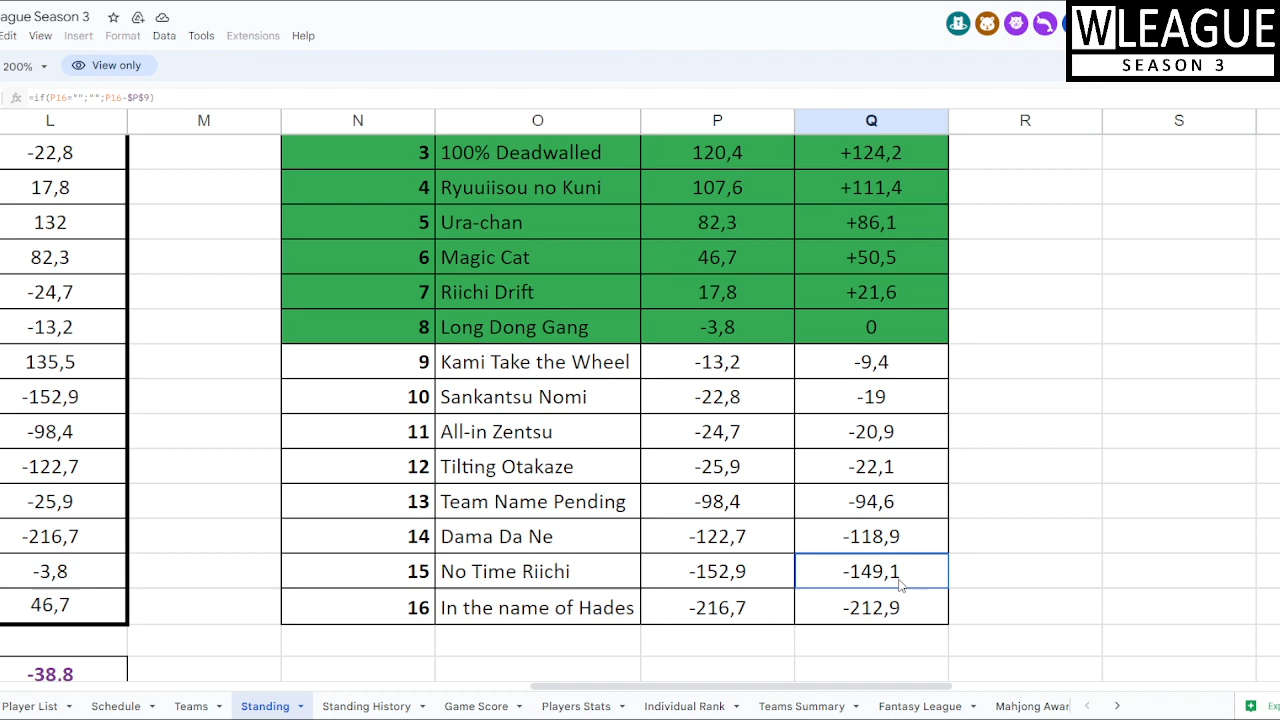 ague Season 3
Edit View Insert Format Data Tools Extensions Help
200% View only
WLEAGUE
SEASON 3
fx =if(P16="";"";P16-$P$9)
L M N O P Q R S
-22,8 3 100% Deadwalled 120,4 +124,2
17,8 4 Ryuuiisou no Kuni 107,6 +111,4
132 5 Ura-chan 82,3 +86,1
82,3 6 Magic Cat 46,7 +50,5
-24,7 7 Riichi Drift 17,8 +21,6
-13,2 8 Long Dong Gang -3,8 0
135,5 9 Kami Take the Wheel -13,2 -9,4
-152,9 10 Sankantsu Nomi -22,8 -19
-98,4 11 All-in Zentsu -24,7 -20,9
-122,7 12 Tilting Otakaze -25,9 -22,1
-25,9 13 Team Name Pending -98,4 -94,6
-216,7 14 Dama Da Ne -122,7 -118,9
-3,8 15 No Time Riichi -152,9 -149,1
46,7 16 In the name of Hades -216,7 -212,9
-38,8
Player List Schedule Teams Standing Standing History Game Score Players Stats Individual Rank Teams Summary Fantasy League Mahjong Awar Exp